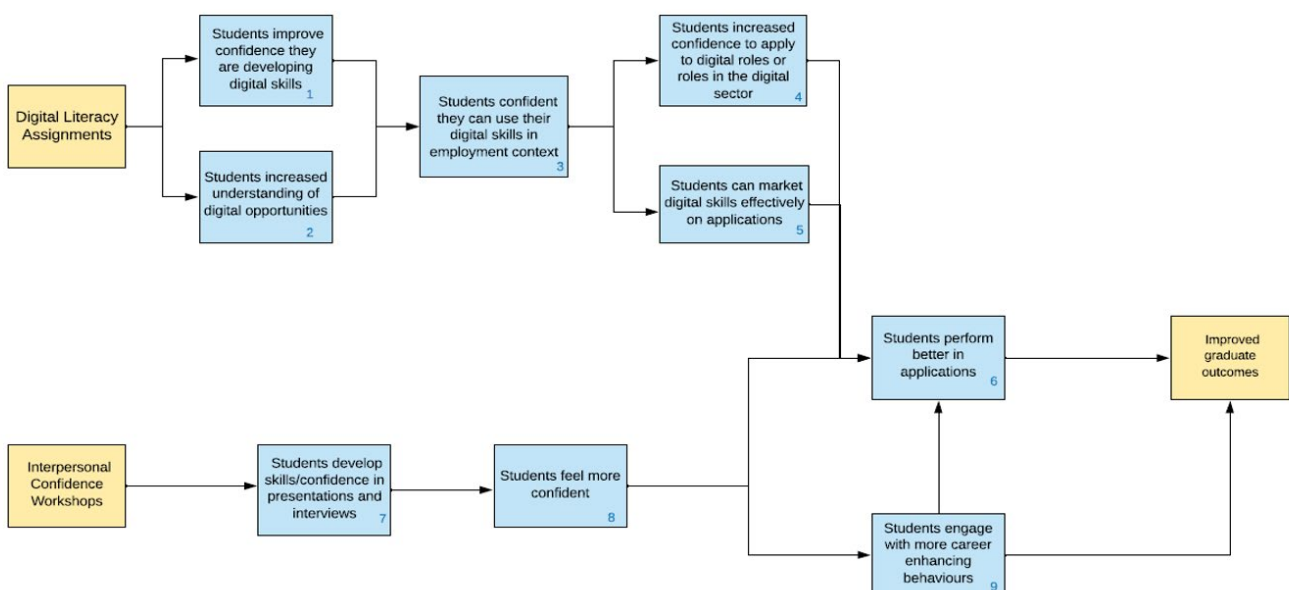 Digital Literacy
Assignments
Students improve
confidence they
are developing
digital skills
1
Students increased
understanding of
digital opportunities
2
Students confident
they can use their
digital skills in
employment context
3
Students increased
confidence to apply
to digital roles or
roles in the digital
sector
4
Students can market
digital skills effectively
on applications
5
Students perform
better in
applications
6
Improved
graduate
outcomes
Interpersonal
Confidence
Workshops
Students develop
skills/confidence in
presentations and
interviews
7
Students feel more
confident
8
Students engage
with more career
enhancing
behaviours
9